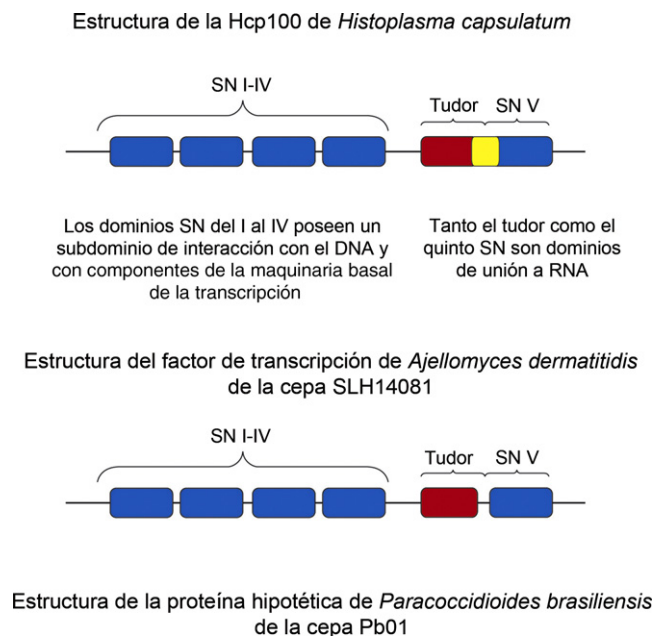 Estructura de la Hcp100 de Histoplasma capsulatum
SN I-IV
Tudor
SN V
Los dominios SN del I al IV poseen un
subdominio de interacción con el DNA y
con componentes de la maquinaria basal
de la transcripción
Tanto el tudor como el
quinto SN son dominios
de unión a RNA
Estructura del factor de transcripción de Ajellomyces dermatitidis
de la cepa SLH14081
SN I-IV
Tudor
SN V
Estructura de la proteína hipotética de Paracoccidioides brasiliensis
de la cepa Pb01